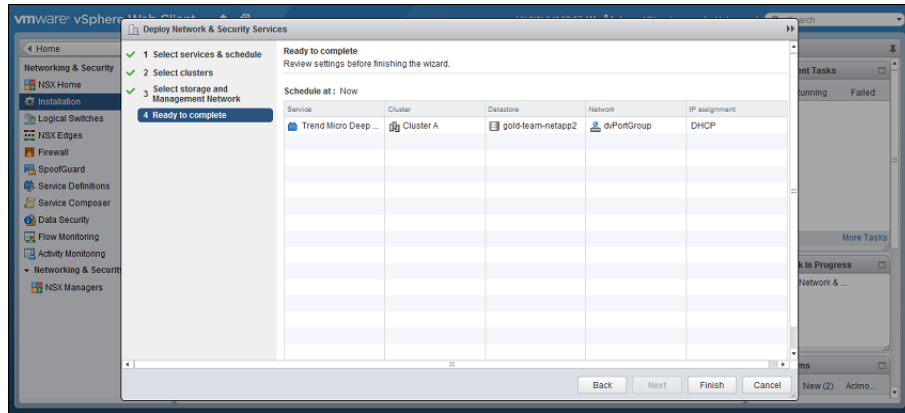 vmware® vSphere Web Client
Search
Deploy Network & Security Services
Home
Networking & Security
NSX Home
Installation
Logical Switches
NSX Edges
Firewall
SpoofGuard
Service Definitions
Service Composer
Data Security
Flow Monitoring
Activity Monitoring
Networking & Security
NSX Managers
1 Select services & schedule
2 Select clusters
3 Select storage and
Management Network
4 Ready to complete
Ready to complete
Review settings before finishing the wizard.
Schedule at: Now
Service Cluster Datastore Network IP assignment
Trend Micro Deep ... Cluster A gold-team-netapp2 dvPortGroup DHCP
Back Next Finish Cancel
Tasks
Failed
More Tasks
In Progress
Network & ...
New (2) Ackno...